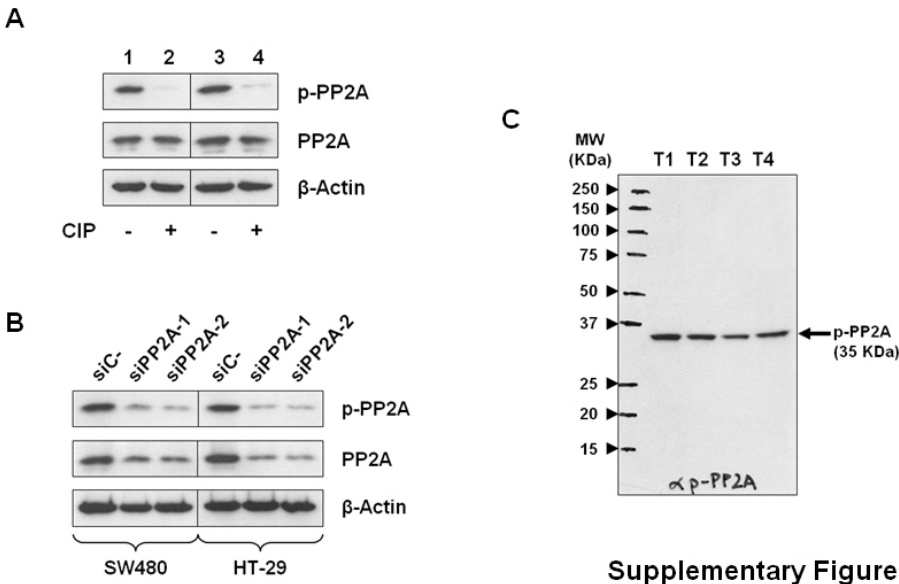 A
1 2 3 4
p-PP2A
PP2A
β-Actin
CIP - + - +
B
siC- siPP2A-1 siPP2A-2 siC- siPP2A-1 siPP2A-2
p-PP2A
PP2A
β-Actin
SW480 HT-29
C
MW
(KDa)
T1 T2 T3 T4
250
150
100
75
50
37
25
20
15
p-PP2A
(35 KDa)
α p-PP2A
Supplementary Figure